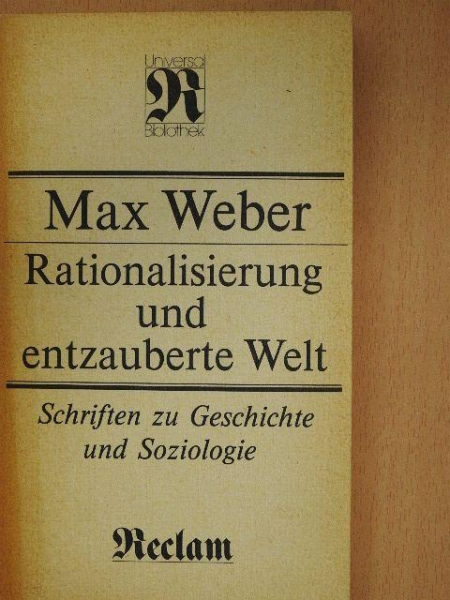 Universal
R
Bibliothek
Max Weber
Rationalisierung
und
entzauberte Welt
Schriften zu Geschichte
und Soziologie
Reclam